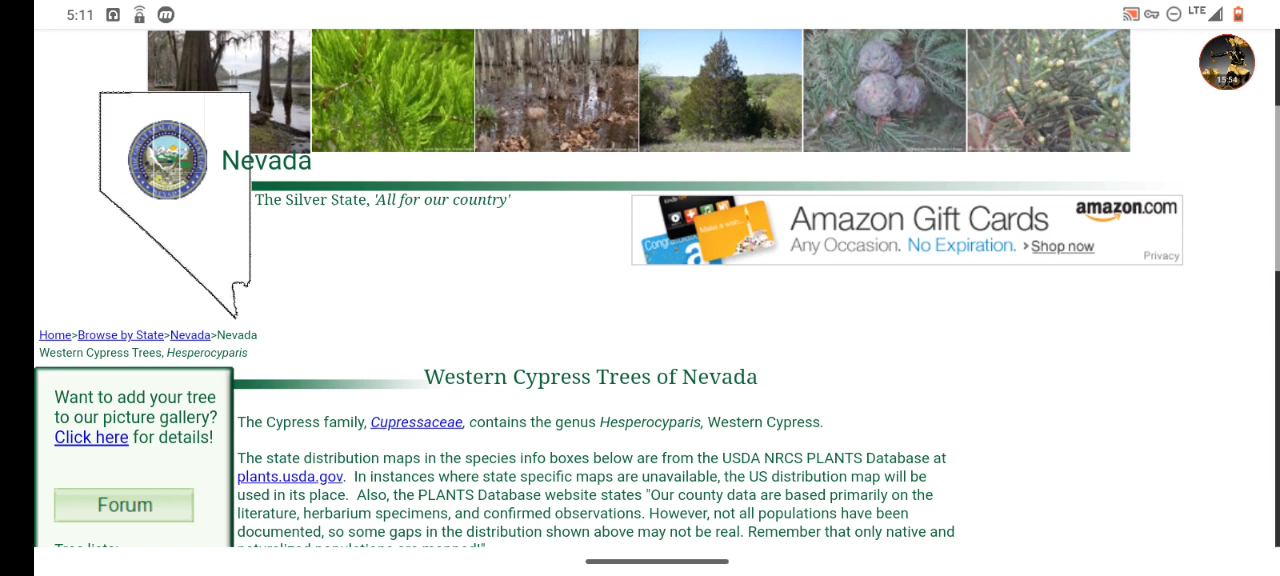 5:11
LTE
15:54
Nevada
The Silver State, 'All for our country'
kindle
Make a wish...
Congratulations
a
Amazon Gift Cards
amazon.com
Any Occasion. No Expiration. › Shop now
Privacy
Home>Browse by State>Nevada>Nevada
Western Cypress Trees, Hesperocyparis
Western Cypress Trees of Nevada
Want to add your tree
to our picture gallery?
Click here for details!
Forum
The Cypress family, Cupressaceae, contains the genus Hesperocyparis, Western Cypress.
The state distribution maps in the species info boxes below are from the USDA NRCS PLANTS Database at
plants.usda.gov.  In instances where state specific maps are unavailable, the US distribution map will be
used in its place.  Also, the PLANTS Database website states "Our county data are based primarily on the
literature, herbarium specimens, and confirmed observations. However, not all populations have been
documented, so some gaps in the distribution shown above may not be real. Remember that only native and